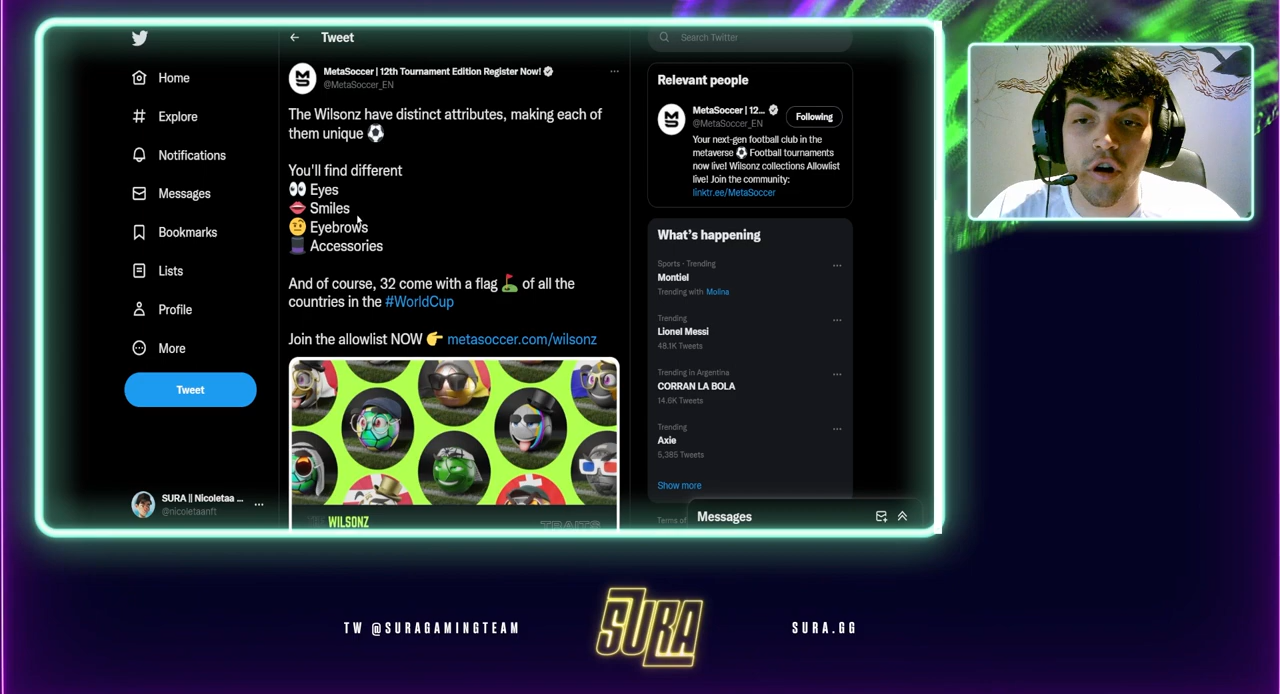 Home
Explore
Notifications
Messages
Bookmarks
Lists
Profile
More
Tweet
SURA || Nicoletaa ...
@nicoletaanft
Tweet
MetaSoccer | 12th Tournament Edition Register Now!
@MetaSoccer_EN
The Wilsonz have distinct attributes, making each of
them unique ⚽
You'll find different
👀 Eyes
👄 Smiles
🤨 Eyebrows
🎩 Accessories
And of course, 32 come with a flag ⛳ of all the
countries in the #WorldCup
Join the allowlist NOW 👉 metasoccer.com/wilsonz
WILSONZ
TRAITS
Search Twitter
Relevant people
MetaSoccer | 12...
@MetaSoccer_EN
Following
Your next-gen football club in the
metaverse ⚽ Football tournaments
now live! Wilsonz collections Allowlist
live! Join the community:
linktr.ee/MetaSoccer
What's happening
Sports · Trending
Montiel
Trending with Molina
Trending
Lionel Messi
48.1K Tweets
Trending in Argentina
CORRAN LA BOLA
14.6K Tweets
Trending
Axie
5,385 Tweets
Show more
Terms of
Messages
TW @SURAGAMINGTEAM
SURA
SURA.GG